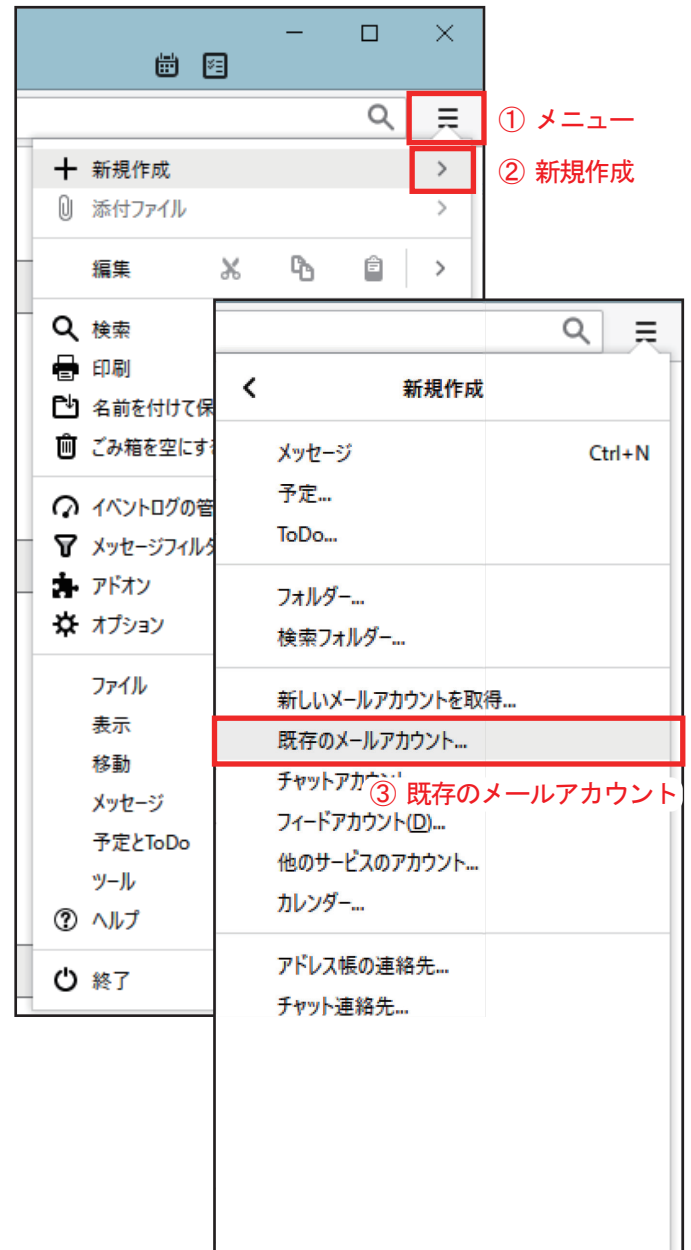 ① メニュー
新規作成
② 新規作成
添付ファイル
編集
検索
印刷
名前を付けて保
ごみ箱を空にす
イベントログの管
メッセージフィルタ
アドオン
オプション
ファイル
表示
移動
メッセージ
予定とToDo
ツール
ヘルプ
終了
新規作成
メッセージ Ctrl+N
予定...
ToDo...
フォルダー...
検索フォルダー...
新しいメールアカウントを取得...
既存のメールアカウント...
チャットアカウント
③ 既存のメールアカウント
フィードアカウント(D)...
他のサービスのアカウント...
カレンダー...
アドレス帳の連絡先...
チャット連絡先...